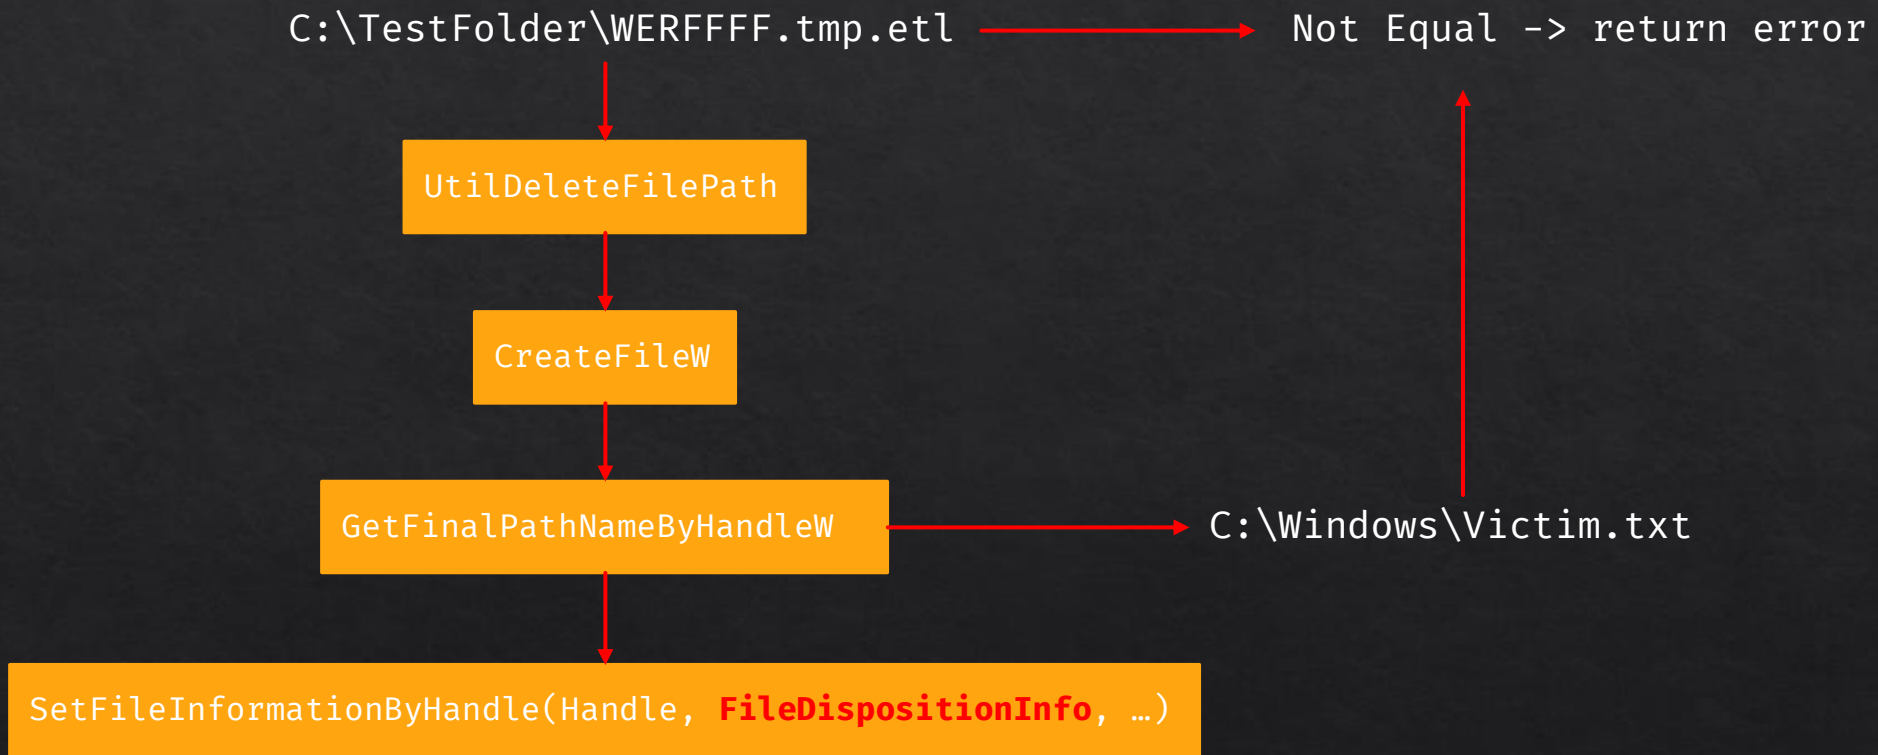 C:\TestFolder\WERFFFF.tmp.etl
Not Equal -> return error
UtilDeleteFilePath
CreateFileW
GetFinalPathNameByHandleW
C:\Windows\Victim.txt
SetFileInformationByHandle(Handle, FileDispositionInfo, …)